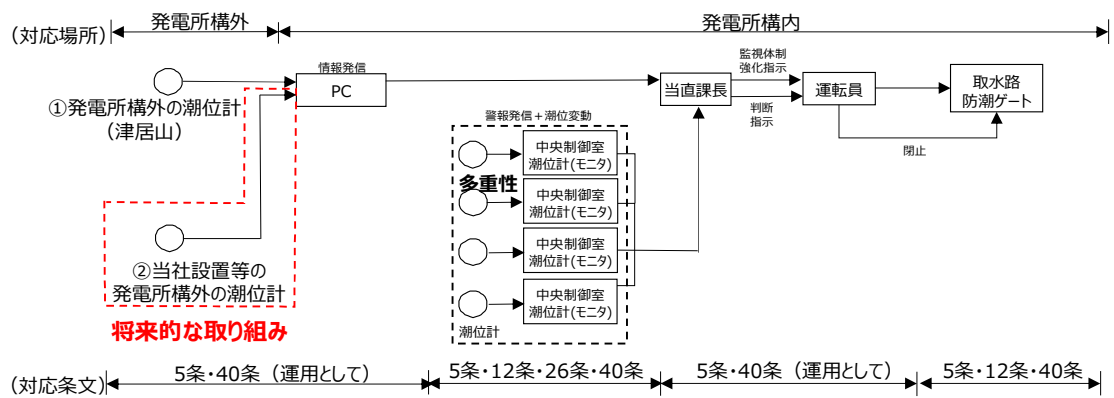 (対応場所)
発電所構外
発電所構内
①発電所構外の潮位計
(津居山)
情報発信
PC
当直課長
監視体制
強化指示
判断
指示
運転員
取水路
防潮ゲート
閉止
警報発信+潮位変動
多重性
中央制御室
潮位計(モニタ)
中央制御室
潮位計(モニタ)
中央制御室
潮位計(モニタ)
中央制御室
潮位計(モニタ)
潮位計
②当社設置等の
発電所構外の潮位計
将来的な取り組み
(対応条文)
5条・40条(運用として)
5条・12条・26条・40条
5条・40条(運用として)
5条・12条・40条